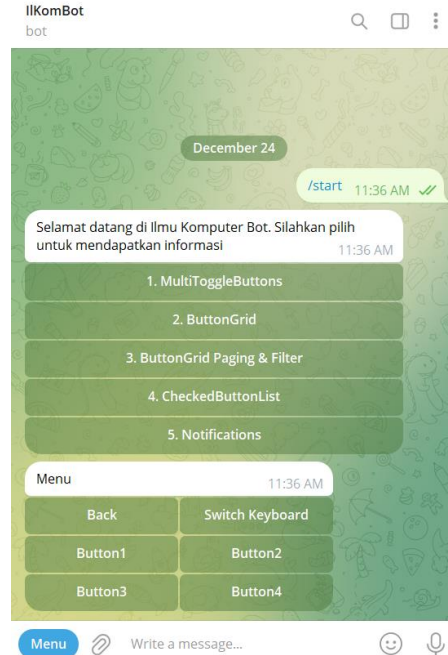 IlKomBot
bot
December 24
/start 11:36 AM
Selamat datang di Ilmu Komputer Bot. Silahkan pilih
untuk mendapatkan informasi 11:36 AM
1. MultiToggleButtons
2. ButtonGrid
3. ButtonGrid Paging & Filter
4. CheckedButtonList
5. Notifications
Menu 11:36 AM
Back Switch Keyboard
Button1 Button2
Button3 Button4
Menu Write a message...